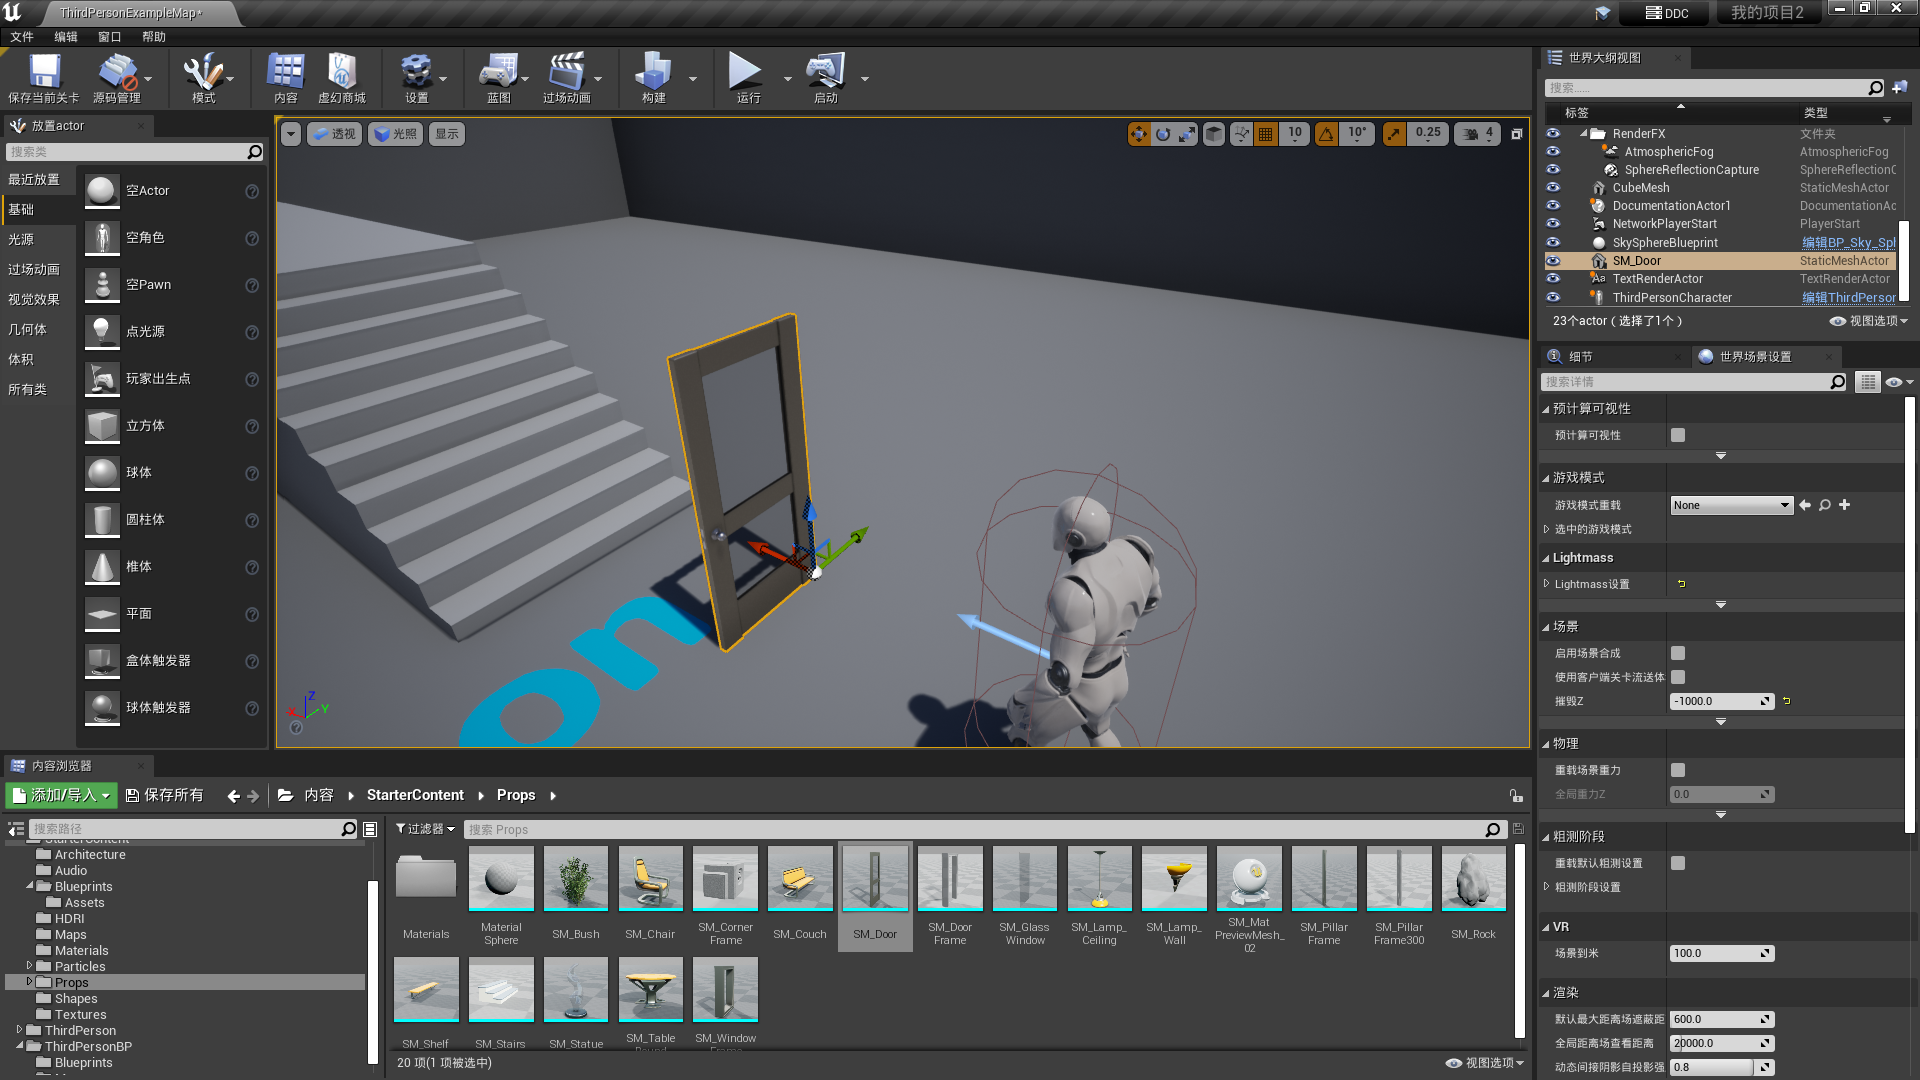 ThirdPersonExampleMap*
DDC
我的项目2
文件
编辑
窗口
帮助
保存当前关卡
源码管理
模式
内容
虚幻商城
设置
蓝图
过场动画
构建
运行
启动
放置actor
搜索类
最近放置
基础
光源
过场动画
视觉效果
几何体
体积
所有类
空Actor
空角色
空Pawn
点光源
玩家出生点
立方体
球体
圆柱体
椎体
平面
盒体触发器
球体触发器
透视
光照
显示
10
10°
0.25
4
on
Z
X
Y
世界大纲视图
搜索......
标签
类型
RenderFX
文件夹
AtmosphericFog
AtmosphericFog
SphereReflectionCapture
SphereReflectionC
CubeMesh
StaticMeshActor
DocumentationActor1
DocumentationAc
NetworkPlayerStart
PlayerStart
SkySphereBlueprint
编辑BP_Sky_Spl
SM_Door
StaticMeshActor
TextRenderActor
TextRenderActor
ThirdPersonCharacter
编辑ThirdPerson
23个actor（选择了1个）
视图选项
细节
世界场景设置
搜索详情
预计算可视性
预计算可视性
游戏模式
游戏模式重载
None
选中的游戏模式
Lightmass
Lightmass设置
场景
启用场景合成
使用客户端关卡流送体
摧毁Z
-1000.0
物理
重载场景重力
全局重力Z
0.0
粗测阶段
重载默认粗测设置
粗测阶段设置
VR
场景到米
100.0
渲染
默认最大距离场遮蔽距
600.0
全局距离场查看距离
20000.0
动态间接阴影自投影强
0.8
内容浏览器
添加/导入
保存所有
内容
StarterContent
Props
搜索路径
StarterContent
Architecture
Audio
Blueprints
Assets
HDRI
Maps
Materials
Particles
Props
Shapes
Textures
ThirdPerson
ThirdPersonBP
Blueprints
过滤器
搜索 Props
Materials
Material
Sphere
SM_Bush
SM_Chair
SM_Corner
Frame
SM_Couch
SM_Door
SM_Door
Frame
SM_Glass
Window
SM_Lamp_
Ceiling
SM_Lamp_
Wall
SM_Mat
PreviewMesh_
02
SM_Pillar
Frame
SM_Pillar
Frame300
SM_Rock
SM_Shelf
SM_Stairs
SM_Statue
SM_Table
Round
SM_Window
Frame
20 项(1 项被选中)
视图选项